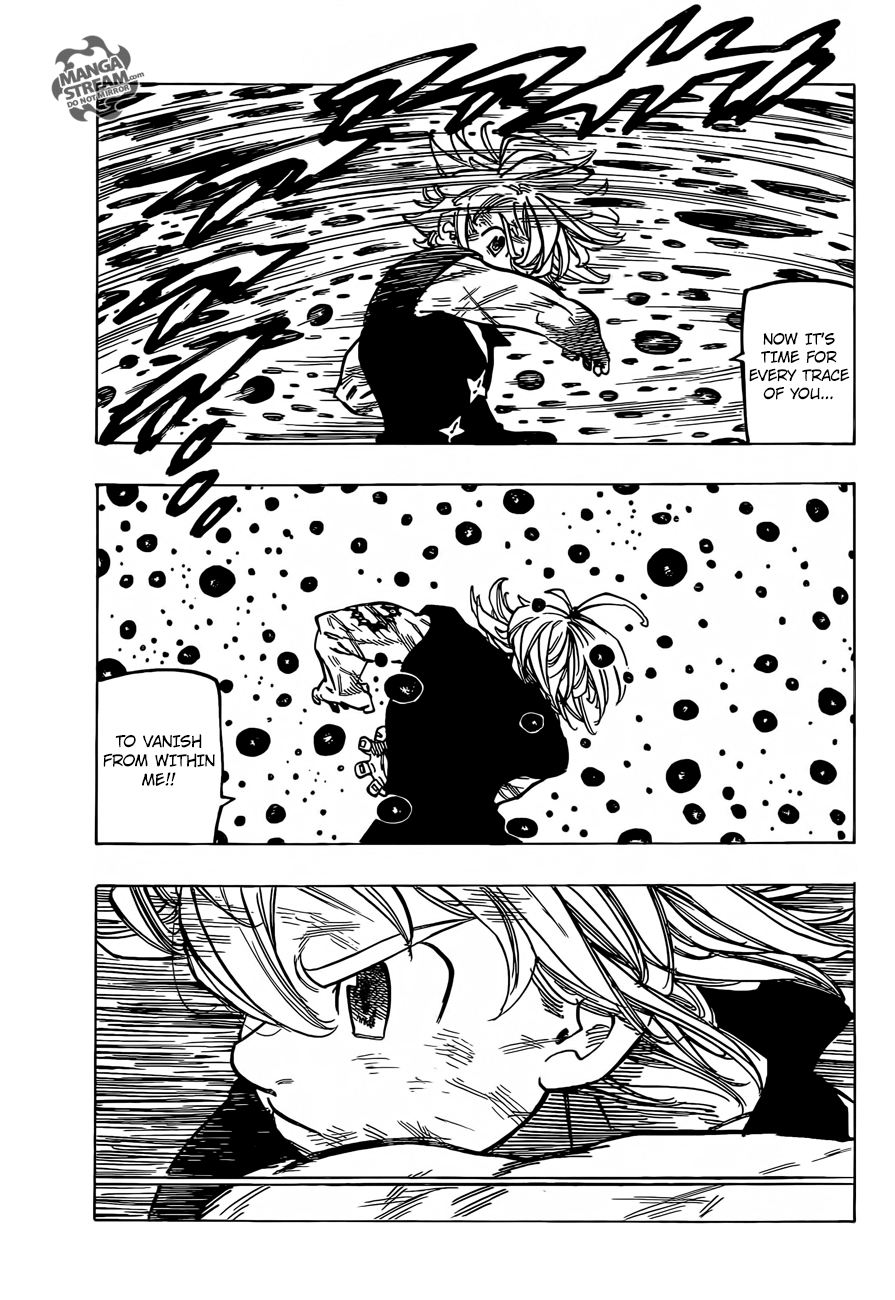 MANGA
STREAM.com
DO NOT MIRROR
NOW IT'S
TIME FOR
EVERY TRACE
OF YOU...
TO VANISH
FROM WITHIN
ME!!